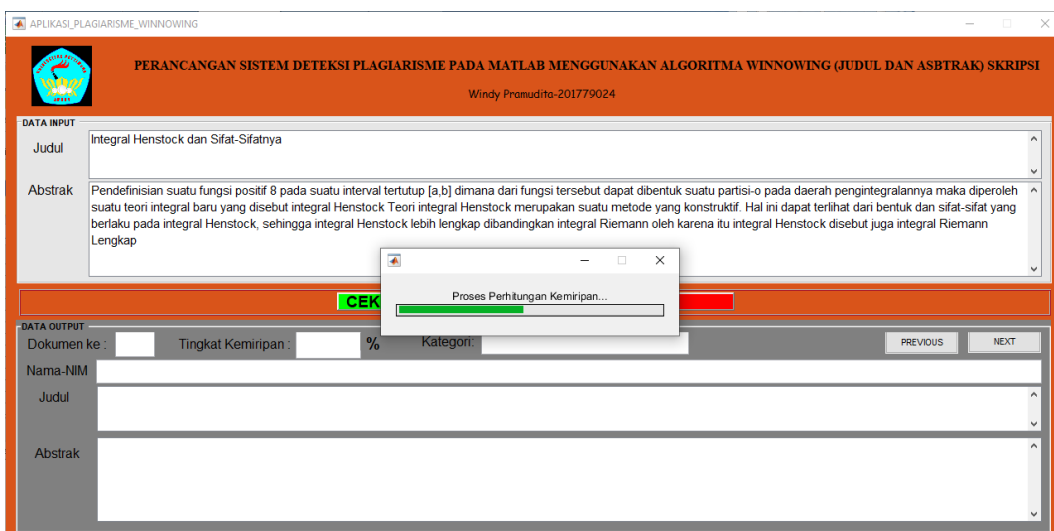 APLIKASI_PLAGIARISME_WINNOWING
PERANCANGAN SISTEM DETEKSI PLAGIARISME PADA MATLAB MENGGUNAKAN ALGORITMA WINNOWING (JUDUL DAN ASBTRAK) SKRIPSI
Windy Pramudita-201779024
DATA INPUT
Judul
Integral Henstock dan Sifat-Sifatnya
Abstrak
Pendefinisian suatu fungsi positif 8 pada suatu interval tertutup [a,b] dimana dari fungsi tersebut dapat dibentuk suatu partisi-o pada daerah pengintegralannya maka diperoleh
suatu teori integral baru yang disebut integral Henstock Teori integral Henstock merupakan suatu metode yang konstruktif. Hal ini dapat terlihat dari bentuk dan sifat-sifat yang
berlaku pada integral Henstock, sehingga integral Henstock lebih lengkap dibandingkan integral Riemann oleh karena itu integral Henstock disebut juga integral Riemann
Lengkap
Proses Perhitungan Kemiripan...
CEK
DATA OUTPUT
Dokumen ke :
Tingkat Kemiripan :
%
Kategori:
PREVIOUS
NEXT
Nama-NIM
Judul
Abstrak